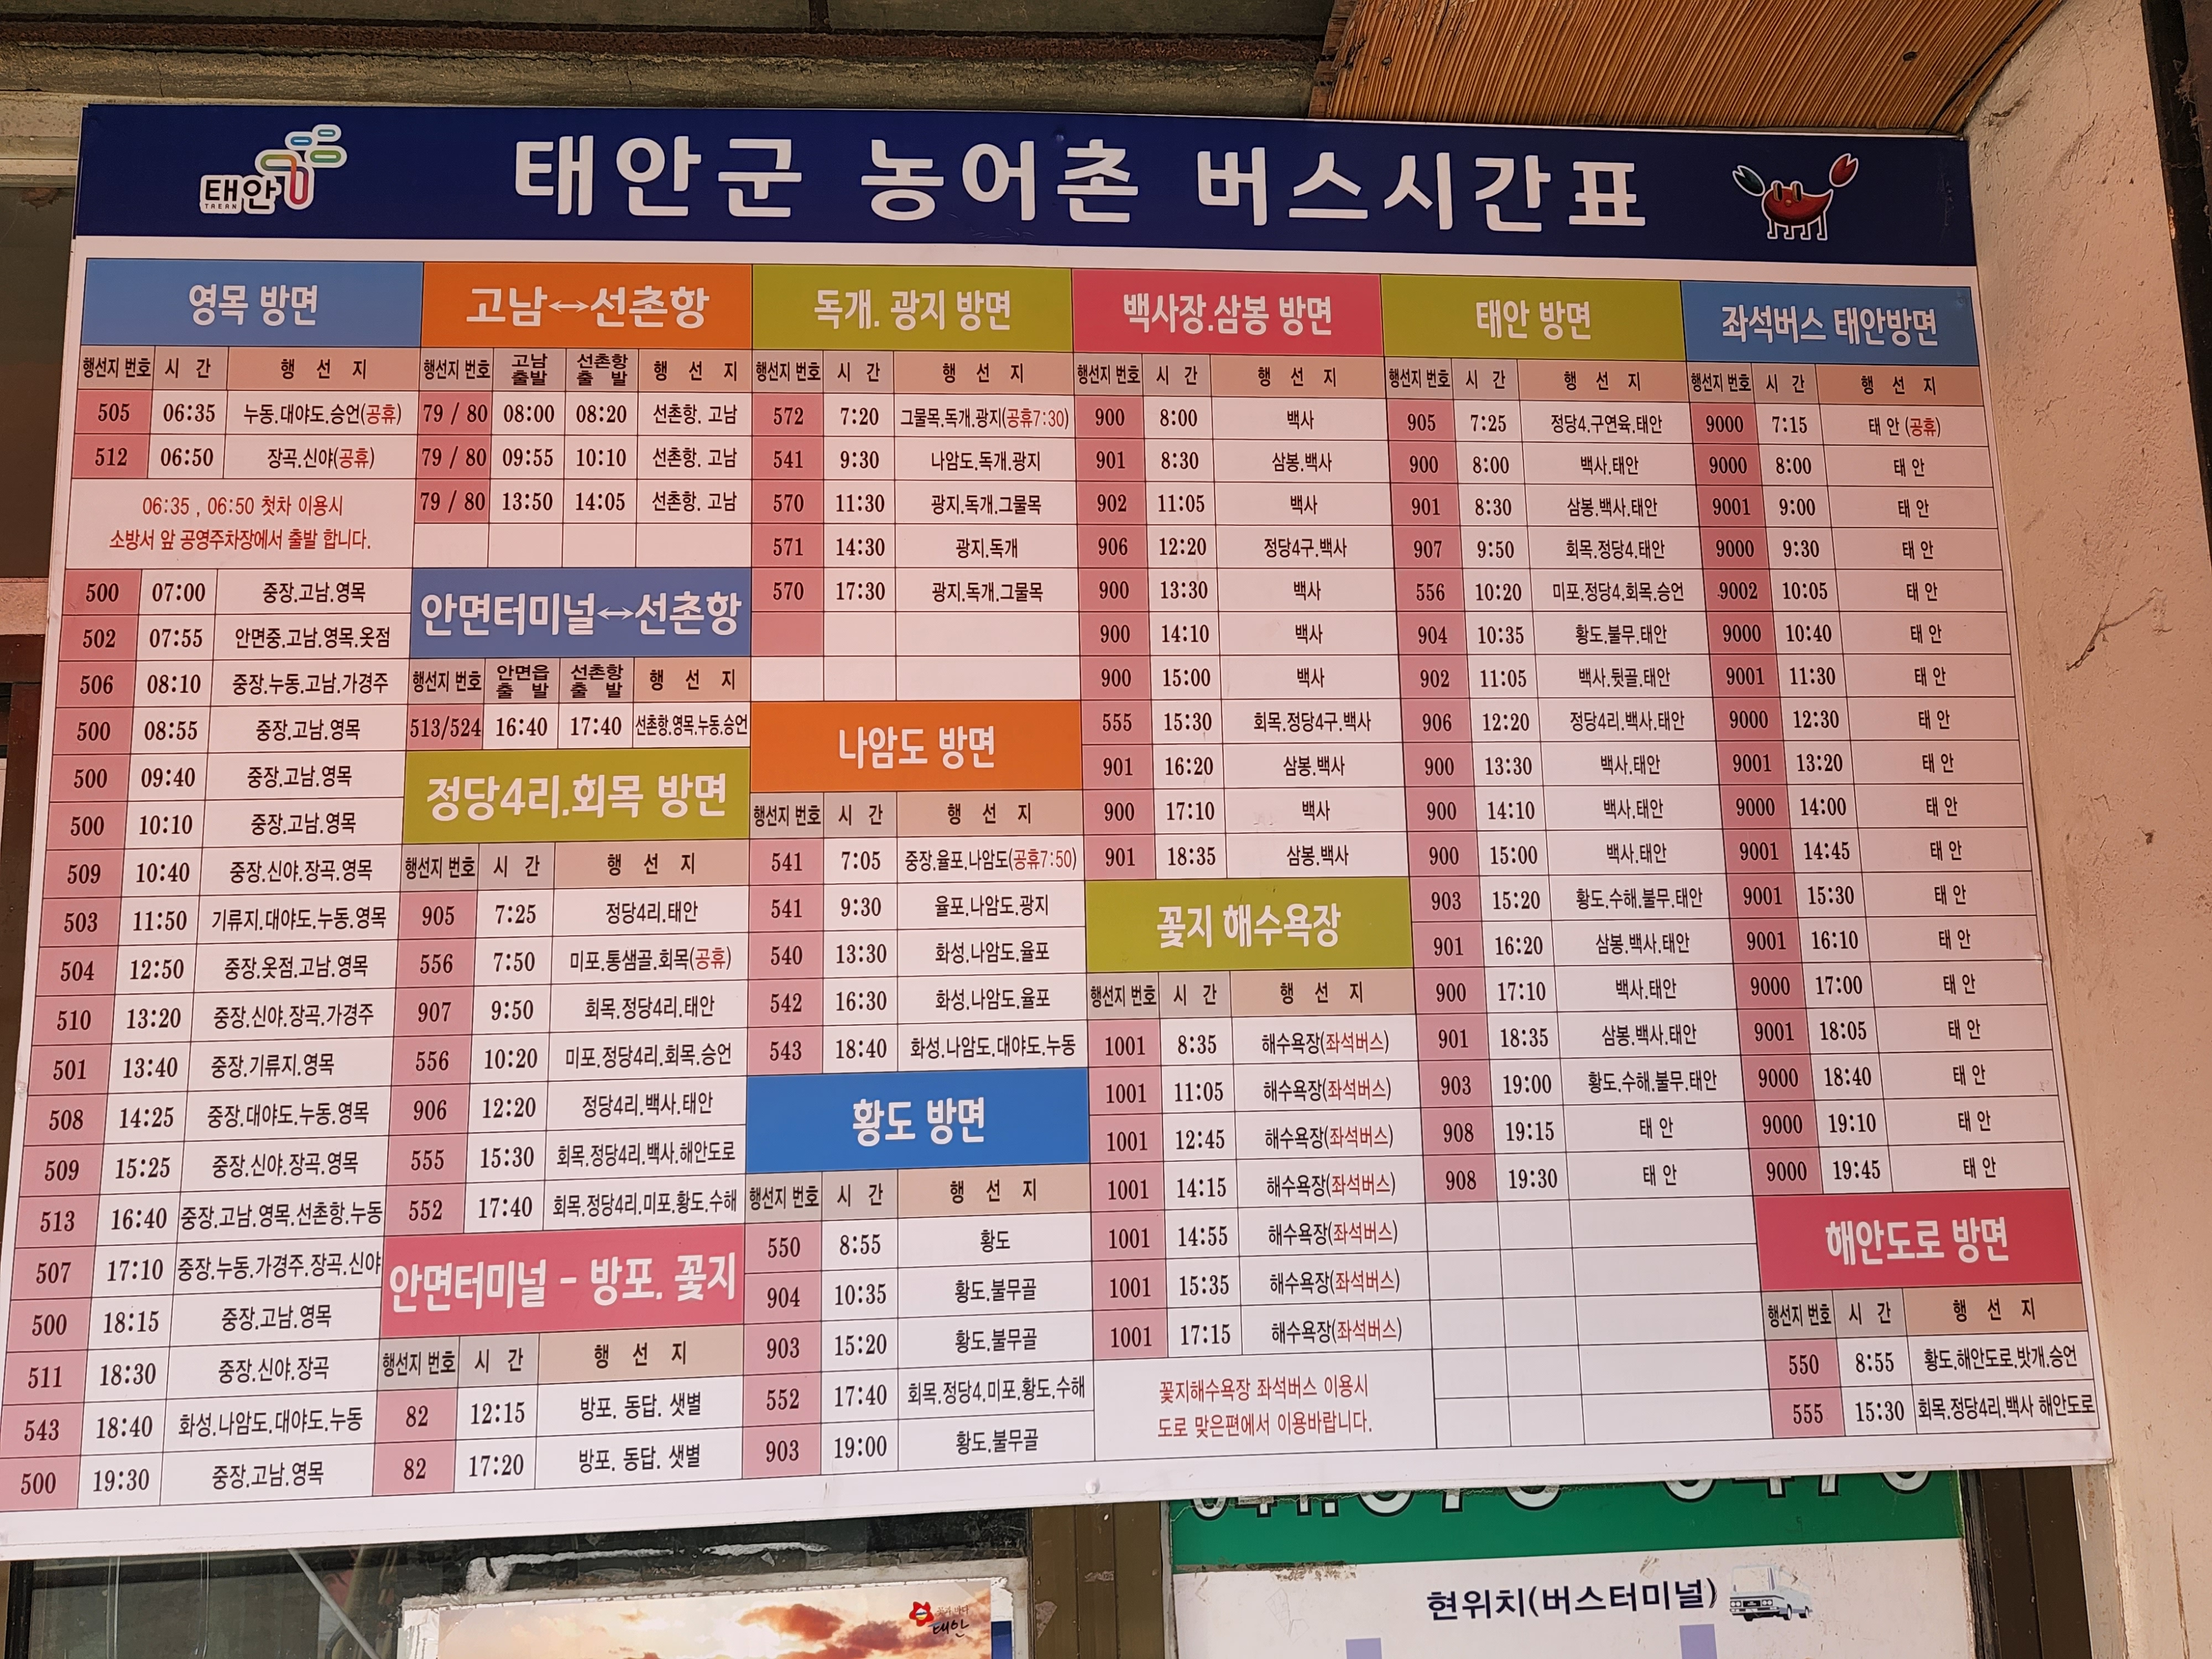 태안
TAEAN
태안군 농어촌 버스시간표
영목 방면
행선지 번호 시 간 행 선 지
505 06:35 누동.대야도.승언(공휴)
512 06:50 장곡.신야(공휴)
06:35 , 06:50 첫차 이용시
소방서 앞 공영주차장에서 출발 합니다.
500 07:00 중장.고남.영목
502 07:55 안면중.고남.영목.옷점
506 08:10 중장.누동.고남.가경주
500 08:55 중장.고남.영목
500 09:40 중장.고남.영목
500 10:10 중장.고남.영목
509 10:40 중장.신야.장곡.영목
503 11:50 기류지.대야도.누동.영목
504 12:50 중장.옷점.고남.영목
510 13:20 중장.신야.장곡.가경주
501 13:40 중장.기류지.영목
508 14:25 중장.대야도.누동.영목
509 15:25 중장.신야.장곡.영목
513 16:40 중장.고남.영목.선촌항.누동
507 17:10 중장.누동.가경주.장곡.신야
500 18:15 중장.고남.영목
511 18:30 중장.신야.장곡
543 18:40 화성.나암도.대야도.누동
500 19:30 중장.고남.영목
고남↔선촌항
행선지 번호 고남 출발 선촌항 출 발 행 선 지
79 / 80 08:00 08:20 선촌항. 고남
79 / 80 09:55 10:10 선촌항. 고남
79 / 80 13:50 14:05 선촌항. 고남
안면터미널↔선촌항
행선지 번호 안면읍 출 발 선촌항 출 발 행 선 지
513/524 16:40 17:40 선촌항.영목.누동.승언
정당4리.회목 방면
행선지 번호 시 간 행 선 지
905 7:25 정당4리.태안
556 7:50 미포.통샘골.회목(공휴)
907 9:50 회목.정당4리.태안
556 10:20 미포.정당4리.회목.승언
906 12:20 정당4리.백사.태안
555 15:30 회목.정당4리.백사.해안도로
552 17:40 회목.정당4리.미포.황도.수해
안면터미널 - 방포. 꽃지
행선지 번호 시 간 행 선 지
82 12:15 방포. 동답. 샛별
82 17:20 방포. 동답. 샛별
독개. 광지 방면
행선지 번호 시 간 행 선 지
572 7:20 그물목.독개.광지(공휴7:30)
541 9:30 나암도.독개.광지
570 11:30 광지.독개.그물목
571 14:30 광지.독개
570 17:30 광지.독개.그물목
나암도 방면
행선지 번호 시 간 행 선 지
541 7:05 중장.율포.나암도(공휴7:50)
541 9:30 율포.나암도.광지
540 13:30 화성.나암도.율포
542 16:30 화성.나암도.율포
543 18:40 화성.나암도.대야도.누동
황도 방면
행선지 번호 시 간 행 선 지
550 8:55 황도
904 10:35 황도.불무골
903 15:20 황도.불무골
552 17:40 회목.정당4.미포.황도.수해
903 19:00 황도.불무골
백사장.삼봉 방면
행선지 번호 시 간 행 선 지
900 8:00 백사
901 8:30 삼봉.백사
902 11:05 백사
906 12:20 정당4구.백사
900 13:30 백사
900 14:10 백사
900 15:00 백사
555 15:30 회목.정당4구.백사
901 16:20 삼봉.백사
900 17:10 백사
901 18:35 삼봉.백사
꽃지 해수욕장
행선지 번호 시 간 행 선 지
1001 8:35 해수욕장(좌석버스)
1001 11:05 해수욕장(좌석버스)
1001 12:45 해수욕장(좌석버스)
1001 14:15 해수욕장(좌석버스)
1001 14:55 해수욕장(좌석버스)
1001 15:35 해수욕장(좌석버스)
1001 17:15 해수욕장(좌석버스)
꽃지해수욕장 좌석버스 이용시
도로 맞은편에서 이용바랍니다.
태안 방면
행선지 번호 시 간 행 선 지
905 7:25 정당4.구연육.태안
900 8:00 백사.태안
901 8:30 삼봉.백사.태안
907 9:50 회목.정당4.태안
556 10:20 미포.정당4.회목.승언
904 10:35 황도.불무.태안
902 11:05 백사.뒷골.태안
906 12:20 정당4리.백사.태안
900 13:30 백사.태안
900 14:10 백사.태안
900 15:00 백사.태안
903 15:20 황도.수해.불무.태안
901 16:20 삼봉.백사.태안
900 17:10 백사.태안
901 18:35 삼봉.백사.태안
903 19:00 황도.수해.불무.태안
908 19:15 태 안
908 19:30 태 안
좌석버스 태안방면
행선지 번호 시 간 행 선 지
9000 7:15 태 안 (공휴)
9000 8:00 태 안
9001 9:00 태 안
9000 9:30 태 안
9002 10:05 태 안
9000 10:40 태 안
9001 11:30 태 안
9000 12:30 태 안
9001 13:20 태 안
9000 14:00 태 안
9001 14:45 태 안
9001 15:30 태 안
9001 16:10 태 안
9000 17:00 태 안
9001 18:05 태 안
9000 18:40 태 안
9000 19:10 태 안
9000 19:45 태 안
해안도로 방면
행선지 번호 시 간 행 선 지
550 8:55 황도.해안도로.밧개.승언
555 15:30 회목.정당4리.백사 해안도로
현위치(버스터미널)
태안